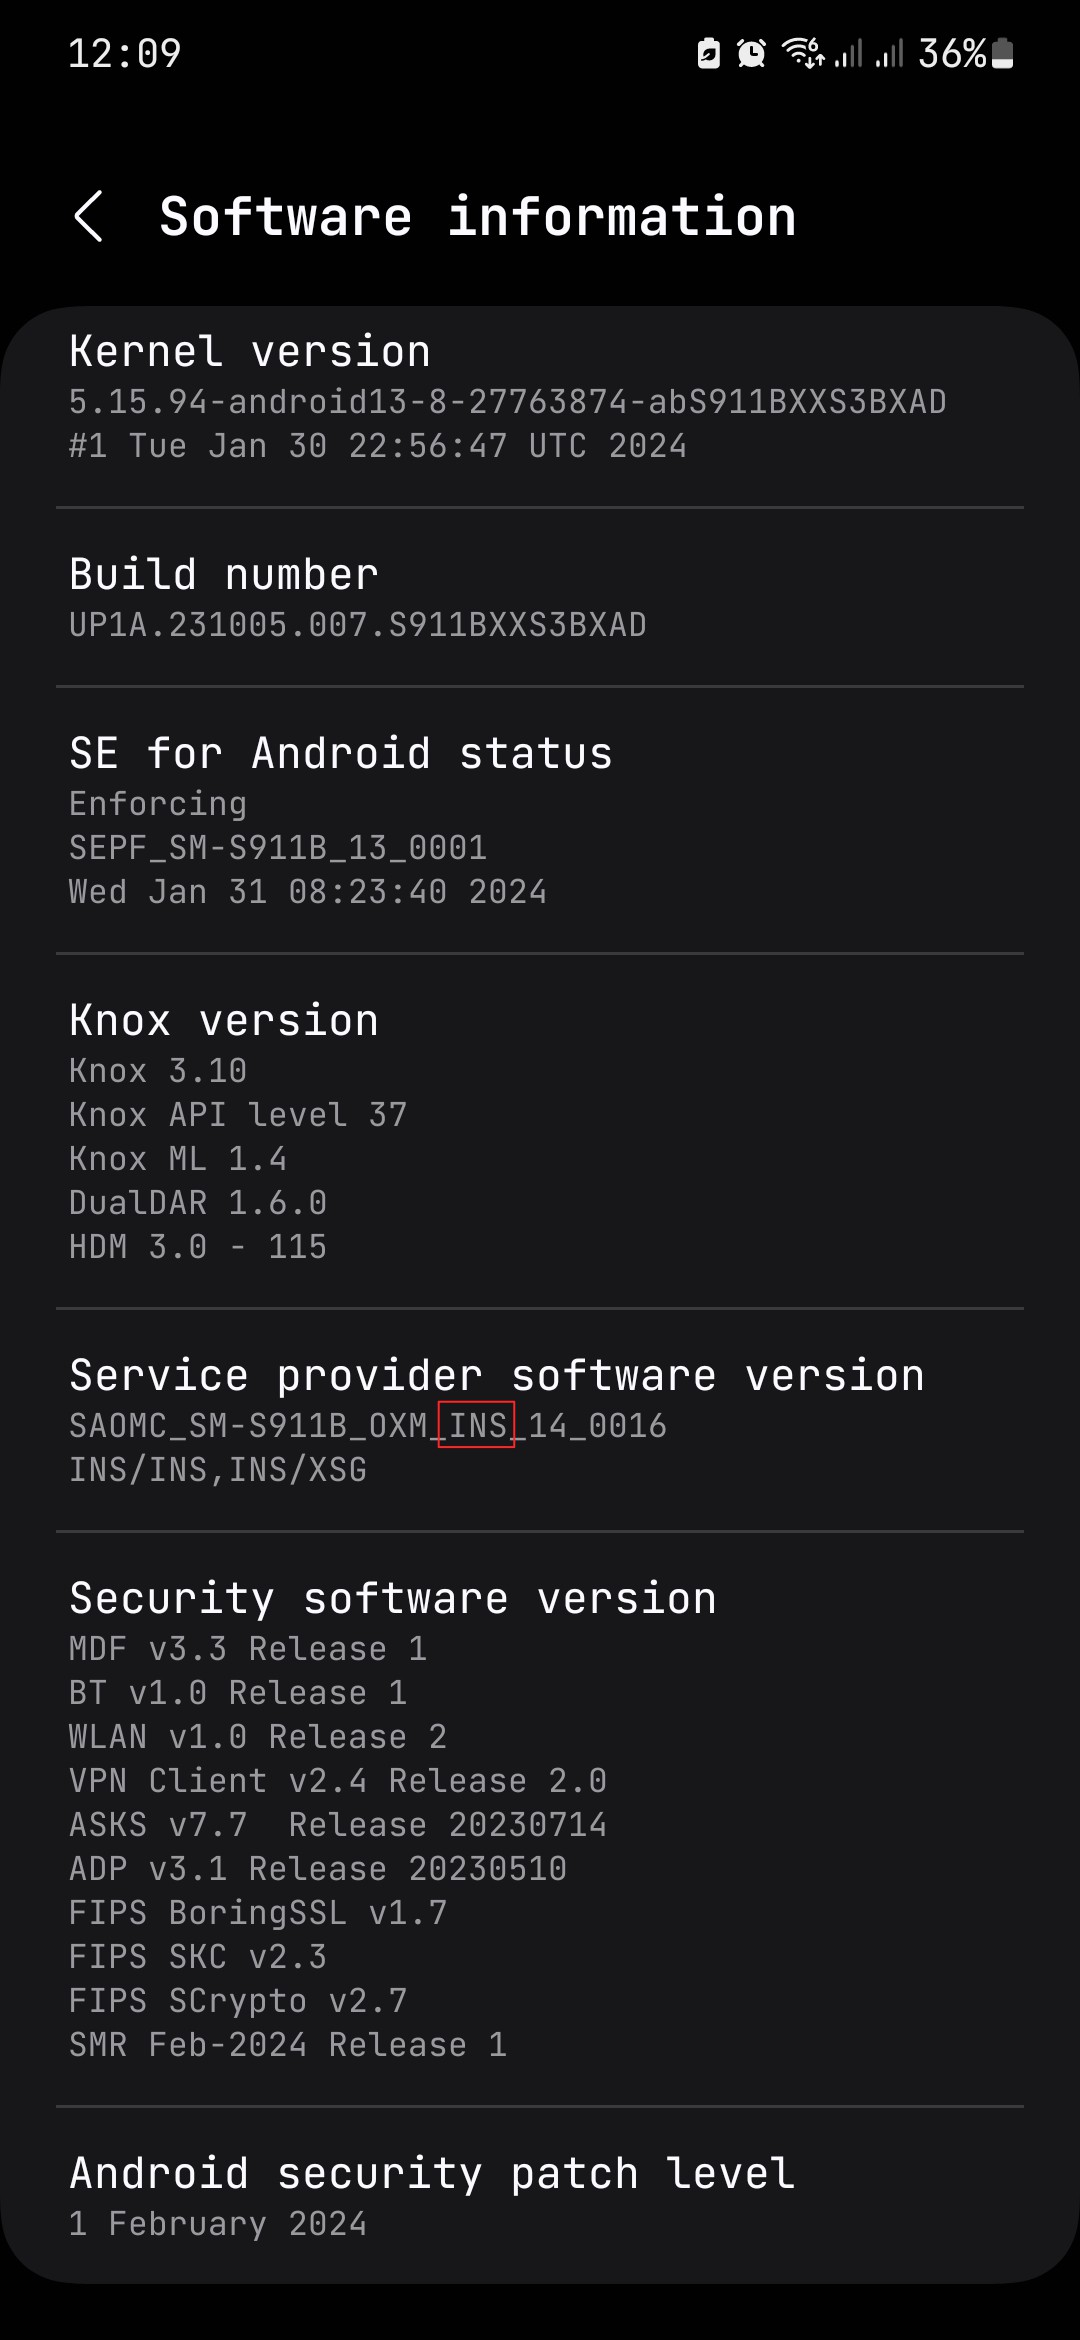 12:09
6
36%
Software information
Kernel version
5.15.94-android13-8-27763874-abS911BXXS3BXAD
#1 Tue Jan 30 22:56:47 UTC 2024
Build number
UP1A.231005.007.S911BXXS3BXAD
SE for Android status
Enforcing
SEPF_SM-S911B_13_0001
Wed Jan 31 08:23:40 2024
Knox version
Knox 3.10
Knox API level 37
Knox ML 1.4
DualDAR 1.6.0
HDM 3.0 - 115
Service provider software version
SAOMC_SM-S911B_OXM_INS_14_0016
INS/INS,INS/XSG
Security software version
MDF v3.3 Release 1
BT v1.0 Release 1
WLAN v1.0 Release 2
VPN Client v2.4 Release 2.0
ASKS v7.7  Release 20230714
ADP v3.1 Release 20230510
FIPS BoringSSL v1.7
FIPS SKC v2.3
FIPS SCrypto v2.7
SMR Feb-2024 Release 1
Android security patch level
1 February 2024